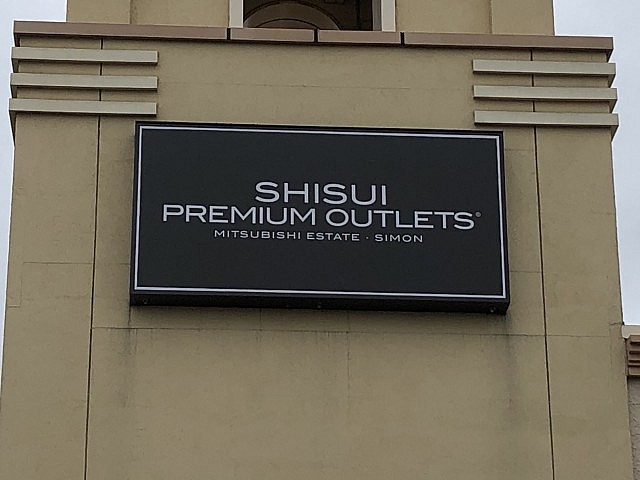 SHISUI
PREMIUM OUTLETS®
MITSUBISHI ESTATE · SIMON